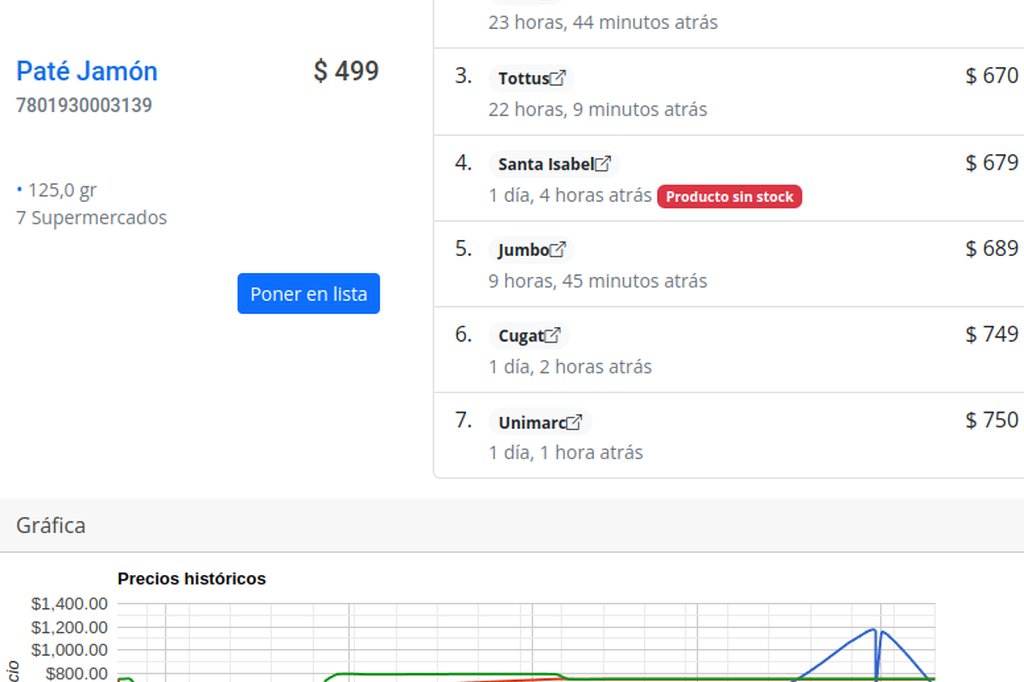 Paté Jamón
$ 499
7801930003139
• 125,0 gr
7 Supermercados
Poner en lista
23 horas, 44 minutos atrás
3. Tottus $ 670
22 horas, 9 minutos atrás
4. Santa Isabel $ 679
1 día, 4 horas atrás Producto sin stock
5. Jumbo $ 689
9 horas, 45 minutos atrás
6. Cugat $ 749
1 día, 2 horas atrás
7. Unimarc $ 750
1 día, 1 hora atrás
Gráfica
Precios históricos
$1,400.00
$1,200.00
$1,000.00
$800.00
cio